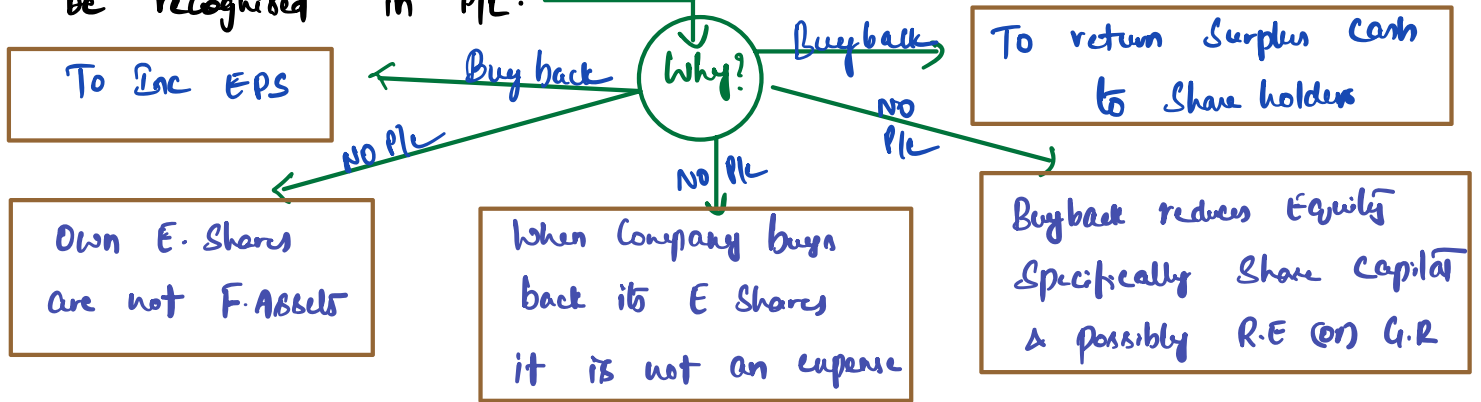 be recognised in P/L.
Why?
Buy back
To Inc EPS
Buy back
To return Surplus Cash
to Share holders
NO P/L
Own E. Shares
are not F. Assets
NO P/L
When Company buys
back its E Shares
it is not an expense
NO
P/L
Buyback reduces Equity
Specifically Share Capital
& possibly R.E (or) G.R